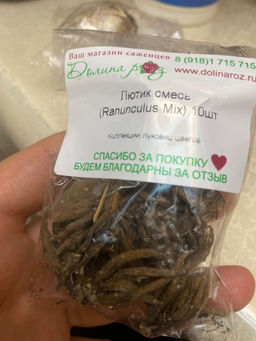 Ваш магазин саженцев 8 (918) 1 715 715
Долина роз www.dolinaroz.ru
Лютик смесь
(Ranunculus Mix) 10шт
Коллекции луковиц цветов
СПАСИБО ЗА ПОКУПКУ
БУДЕМ БЛАГОДАРНЫ ЗА ОТЗЫВ